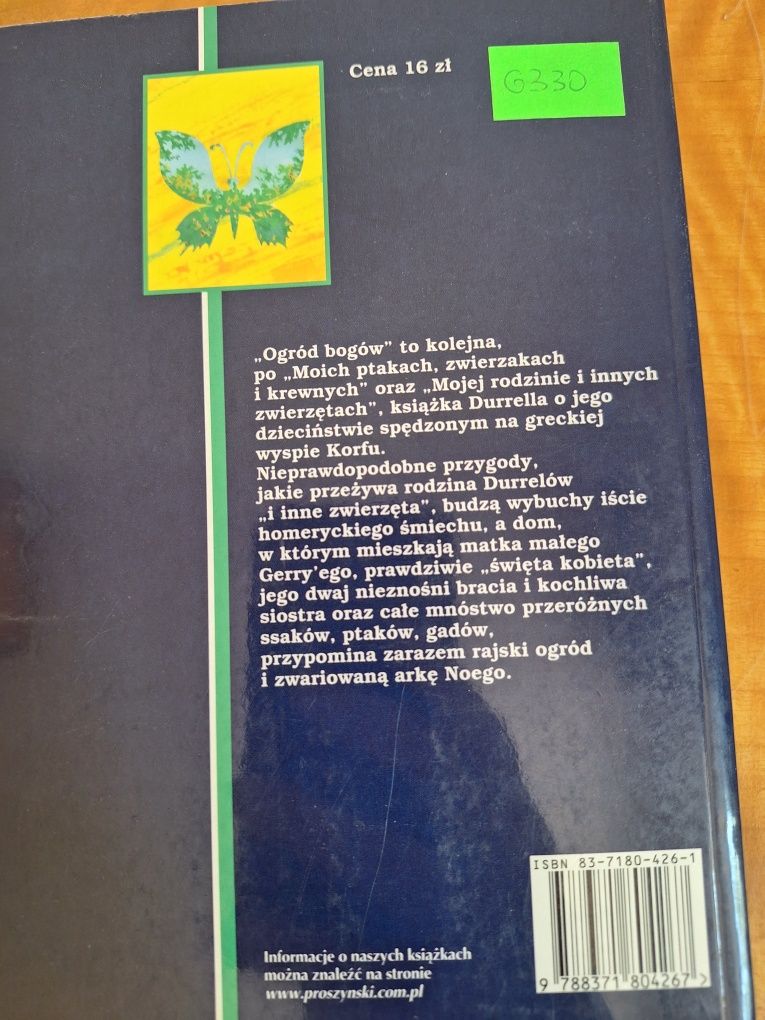 Cena 16 zł
G330
„Ogród bogów” to kolejna,
po „Moich ptakach, zwierzakach
i krewnych” oraz „Mojej rodzinie i innych
zwierzętach”, książka Durrella o jego
dzieciństwie spędzonym na greckiej
wyspie Korfu.
Nieprawdopodobne przygody,
jakie przeżywa rodzina Durrelów
„i inne zwierzęta”, budzą wybuchy iście
homeryckiego śmiechu, a dom,
w którym mieszkają matka małego
Gerry’ego, prawdziwie „święta kobieta”,
jego dwaj nieznośni bracia i kochliwa
siostra oraz całe mnóstwo przeróżnych
ssaków, ptaków, gadów,
przypomina zarazem rajski ogród
i zwariowaną arkę Noego.
ISBN 83-7180-426-1
9 788371 804267 >
Informacje o naszych książkach
można znaleźć na stronie
www.proszynski.com.pl